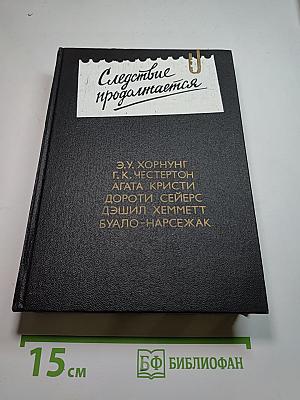 Следствие
продолжается
Э.У. ХОРНУНГ
Г.К. ЧЕСТЕРТОН
АГАТА КРИСТИ
ДОРОТИ СЕЙЕРС
ДЭШИЛ ХЕММЕТТ
БУАЛО-НАРСЕЖАК
15 см
БФ БИБЛИОФАН